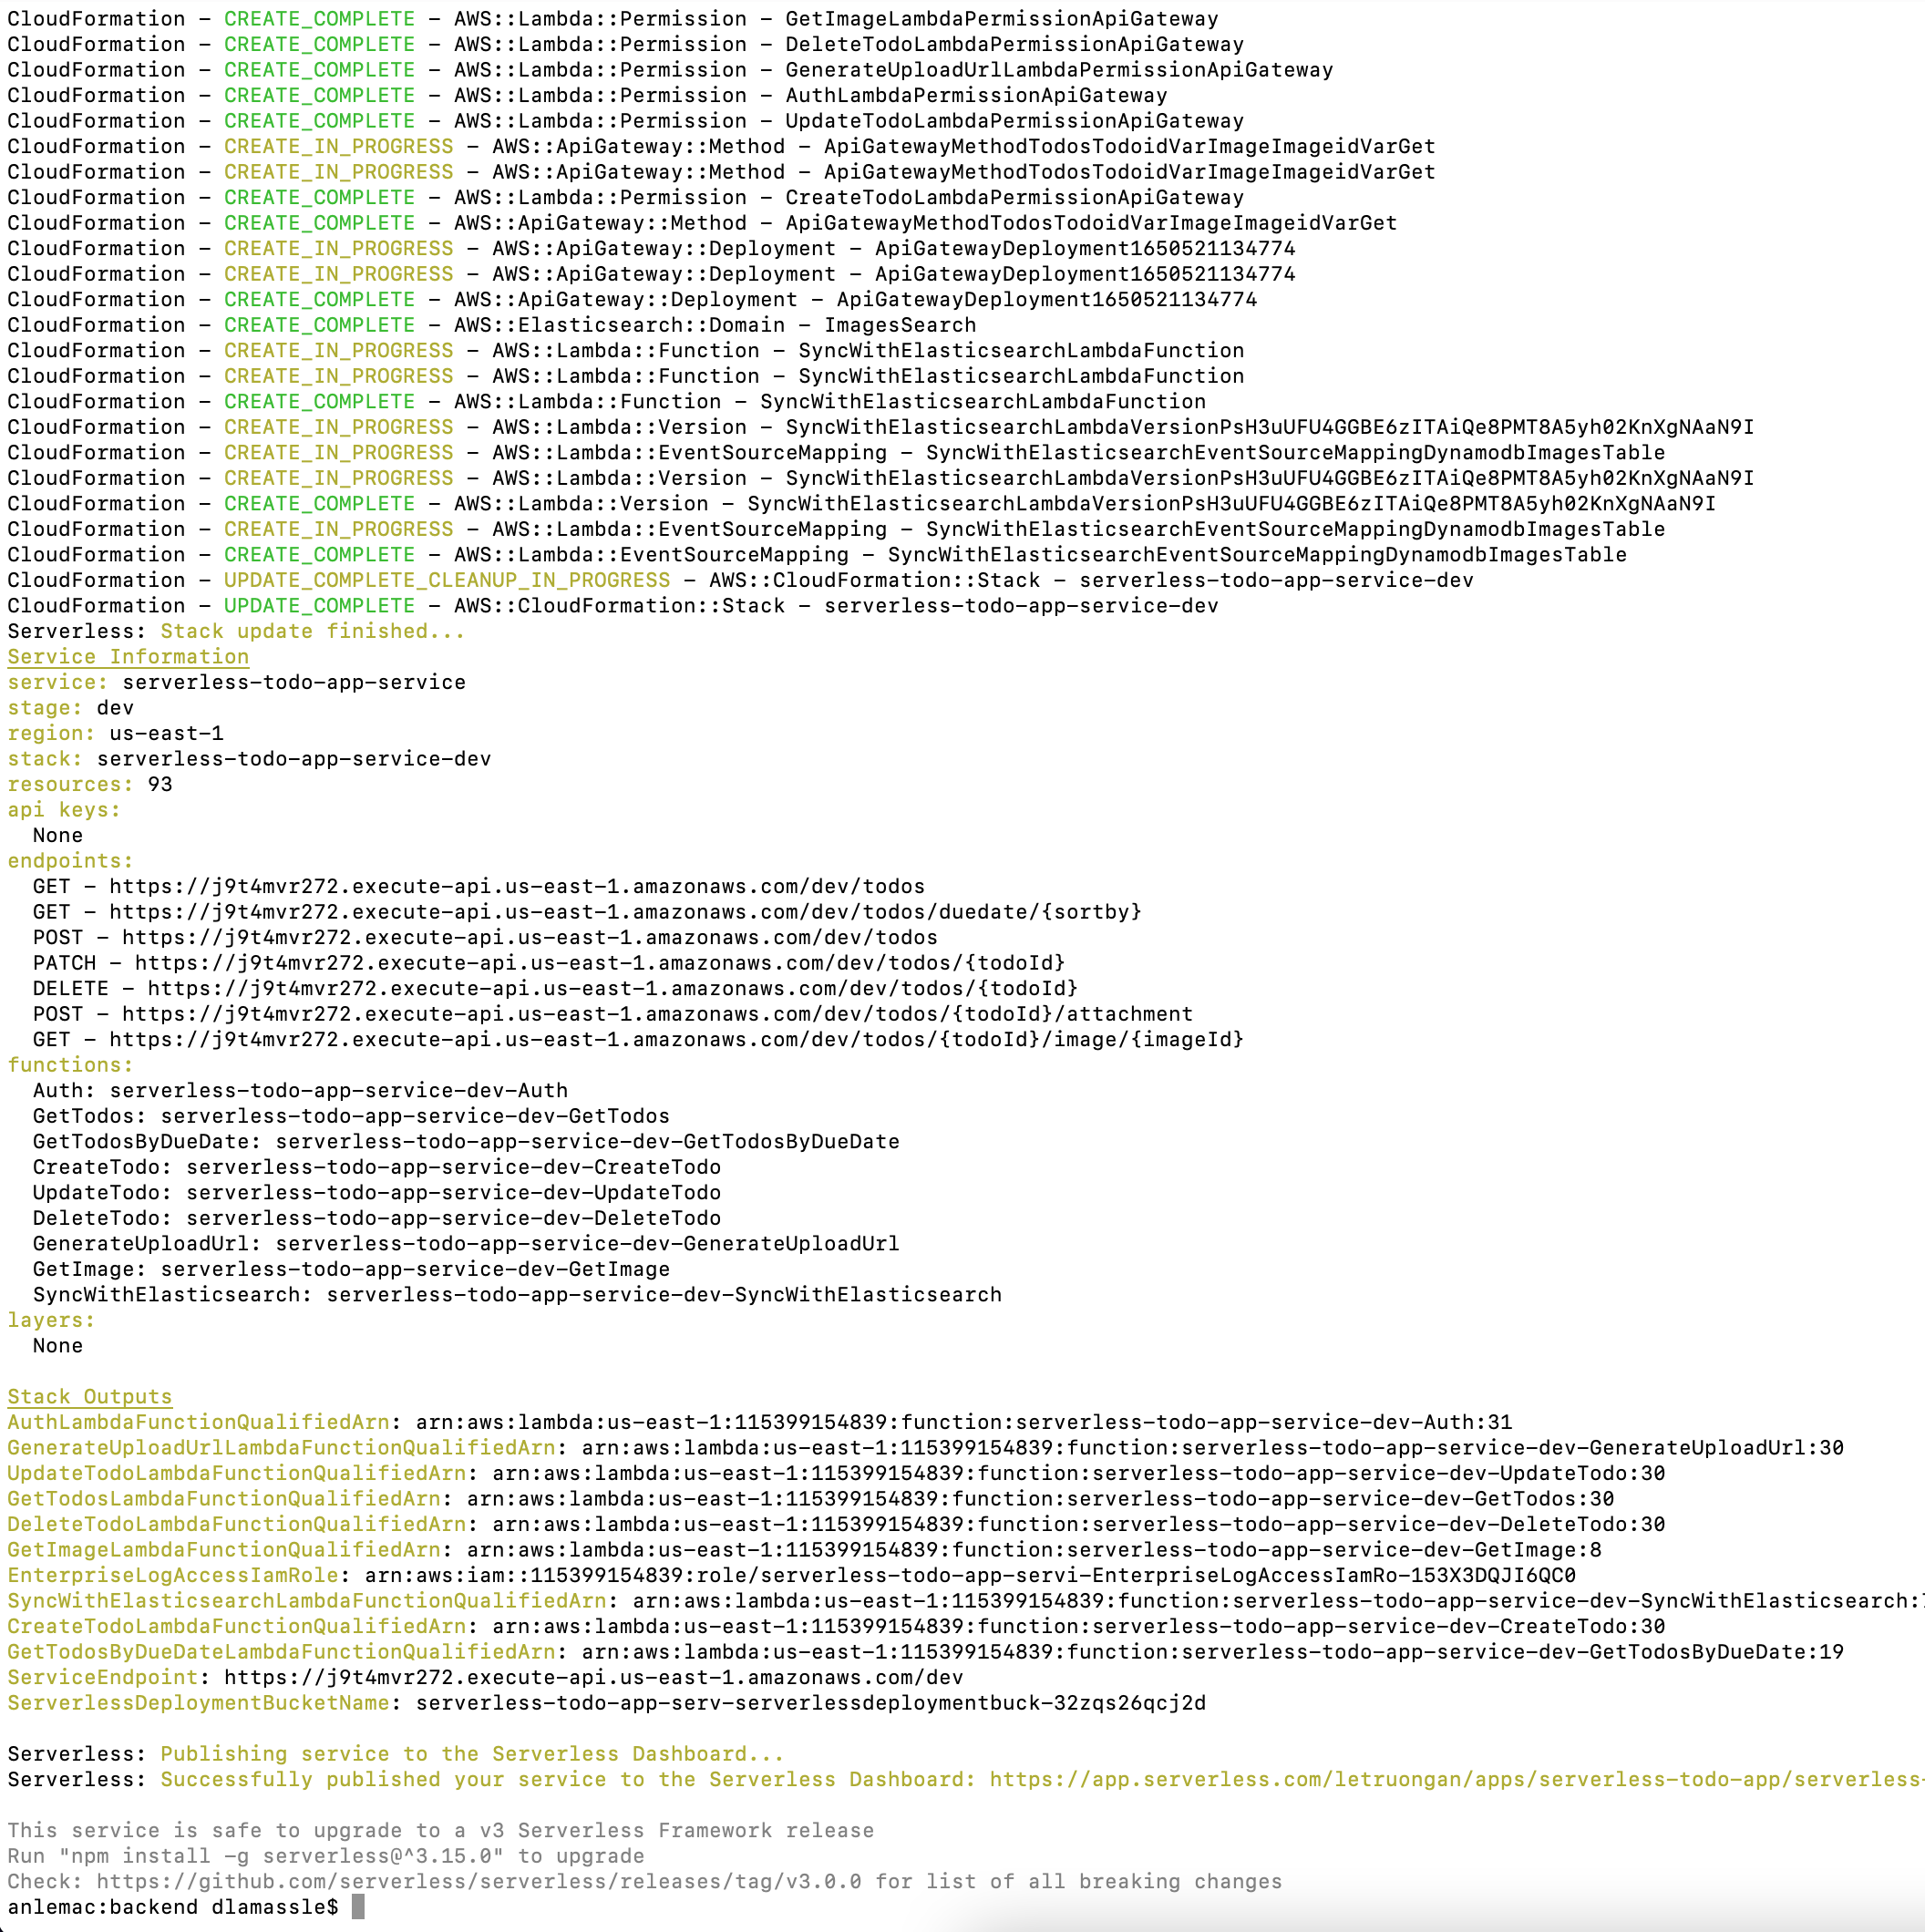 CloudFormation - CREATE_COMPLETE - AWS::Lambda::Permission - GetImageLambdaPermissionApiGateway
CloudFormation - CREATE_COMPLETE - AWS::Lambda::Permission - DeleteTodoLambdaPermissionApiGateway
CloudFormation - CREATE_COMPLETE - AWS::Lambda::Permission - GenerateUploadUrlLambdaPermissionApiGateway
CloudFormation - CREATE_COMPLETE - AWS::Lambda::Permission - AuthLambdaPermissionApiGateway
CloudFormation - CREATE_COMPLETE - AWS::Lambda::Permission - UpdateTodoLambdaPermissionApiGateway
CloudFormation - CREATE_IN_PROGRESS - AWS::ApiGateway::Method - ApiGatewayMethodTodosTodoidVarImageImageidVarGet
CloudFormation - CREATE_IN_PROGRESS - AWS::ApiGateway::Method - ApiGatewayMethodTodosTodoidVarImageImageidVarGet
CloudFormation - CREATE_COMPLETE - AWS::Lambda::Permission - CreateTodoLambdaPermissionApiGateway
CloudFormation - CREATE_COMPLETE - AWS::ApiGateway::Method - ApiGatewayMethodTodosTodoidVarImageImageidVarGet
CloudFormation - CREATE_IN_PROGRESS - AWS::ApiGateway::Deployment - ApiGatewayDeployment1650521134774
CloudFormation - CREATE_IN_PROGRESS - AWS::ApiGateway::Deployment - ApiGatewayDeployment1650521134774
CloudFormation - CREATE_COMPLETE - AWS::ApiGateway::Deployment - ApiGatewayDeployment1650521134774
CloudFormation - CREATE_COMPLETE - AWS::Elasticsearch::Domain - ImagesSearch
CloudFormation - CREATE_IN_PROGRESS - AWS::Lambda::Function - SyncWithElasticsearchLambdaFunction
CloudFormation - CREATE_IN_PROGRESS - AWS::Lambda::Function - SyncWithElasticsearchLambdaFunction
CloudFormation - CREATE_COMPLETE - AWS::Lambda::Function - SyncWithElasticsearchLambdaFunction
CloudFormation - CREATE_IN_PROGRESS - AWS::Lambda::Version - SyncWithElasticsearchLambdaVersionPsH3uUFU4GGBE6zITAiQe8PMT8A5yh02KnXgNAaN9I
CloudFormation - CREATE_IN_PROGRESS - AWS::Lambda::EventSourceMapping - SyncWithElasticsearchEventSourceMappingDynamodbImagesTable
CloudFormation - CREATE_IN_PROGRESS - AWS::Lambda::Version - SyncWithElasticsearchLambdaVersionPsH3uUFU4GGBE6zITAiQe8PMT8A5yh02KnXgNAaN9I
CloudFormation - CREATE_COMPLETE - AWS::Lambda::Version - SyncWithElasticsearchLambdaVersionPsH3uUFU4GGBE6zITAiQe8PMT8A5yh02KnXgNAaN9I
CloudFormation - CREATE_IN_PROGRESS - AWS::Lambda::EventSourceMapping - SyncWithElasticsearchEventSourceMappingDynamodbImagesTable
CloudFormation - CREATE_COMPLETE - AWS::Lambda::EventSourceMapping - SyncWithElasticsearchEventSourceMappingDynamodbImagesTable
CloudFormation - UPDATE_COMPLETE_CLEANUP_IN_PROGRESS - AWS::CloudFormation::Stack - serverless-todo-app-service-dev
CloudFormation - UPDATE_COMPLETE - AWS::CloudFormation::Stack - serverless-todo-app-service-dev
Serverless: Stack update finished...
Service Information
service: serverless-todo-app-service
stage: dev
region: us-east-1
stack: serverless-todo-app-service-dev
resources: 93
api keys:
  None
endpoints:
  GET - https://j9t4mvr272.execute-api.us-east-1.amazonaws.com/dev/todos
  GET - https://j9t4mvr272.execute-api.us-east-1.amazonaws.com/dev/todos/duedate/{sortby}
  POST - https://j9t4mvr272.execute-api.us-east-1.amazonaws.com/dev/todos
  PATCH - https://j9t4mvr272.execute-api.us-east-1.amazonaws.com/dev/todos/{todoId}
  DELETE - https://j9t4mvr272.execute-api.us-east-1.amazonaws.com/dev/todos/{todoId}
  POST - https://j9t4mvr272.execute-api.us-east-1.amazonaws.com/dev/todos/{todoId}/attachment
  GET - https://j9t4mvr272.execute-api.us-east-1.amazonaws.com/dev/todos/{todoId}/image/{imageId}
functions:
  Auth: serverless-todo-app-service-dev-Auth
  GetTodos: serverless-todo-app-service-dev-GetTodos
  GetTodosByDueDate: serverless-todo-app-service-dev-GetTodosByDueDate
  CreateTodo: serverless-todo-app-service-dev-CreateTodo
  UpdateTodo: serverless-todo-app-service-dev-UpdateTodo
  DeleteTodo: serverless-todo-app-service-dev-DeleteTodo
  GenerateUploadUrl: serverless-todo-app-service-dev-GenerateUploadUrl
  GetImage: serverless-todo-app-service-dev-GetImage
  SyncWithElasticsearch: serverless-todo-app-service-dev-SyncWithElasticsearch
layers:
  None
Stack Outputs
AuthLambdaFunctionQualifiedArn: arn:aws:lambda:us-east-1:115399154839:function:serverless-todo-app-service-dev-Auth:31
GenerateUploadUrlLambdaFunctionQualifiedArn: arn:aws:lambda:us-east-1:115399154839:function:serverless-todo-app-service-dev-GenerateUploadUrl:30
UpdateTodoLambdaFunctionQualifiedArn: arn:aws:lambda:us-east-1:115399154839:function:serverless-todo-app-service-dev-UpdateTodo:30
GetTodosLambdaFunctionQualifiedArn: arn:aws:lambda:us-east-1:115399154839:function:serverless-todo-app-service-dev-GetTodos:30
DeleteTodoLambdaFunctionQualifiedArn: arn:aws:lambda:us-east-1:115399154839:function:serverless-todo-app-service-dev-DeleteTodo:30
GetImageLambdaFunctionQualifiedArn: arn:aws:lambda:us-east-1:115399154839:function:serverless-todo-app-service-dev-GetImage:8
EnterpriseLogAccessIamRole: arn:aws:iam::115399154839:role/serverless-todo-app-servi-EnterpriseLogAccessIamRo-153X3DQJI6QC0
SyncWithElasticsearchLambdaFunctionQualifiedArn: arn:aws:lambda:us-east-1:115399154839:function:serverless-todo-app-service-dev-SyncWithElasticsearch:
CreateTodoLambdaFunctionQualifiedArn: arn:aws:lambda:us-east-1:115399154839:function:serverless-todo-app-service-dev-CreateTodo:30
GetTodosByDueDateLambdaFunctionQualifiedArn: arn:aws:lambda:us-east-1:115399154839:function:serverless-todo-app-service-dev-GetTodosByDueDate:19
ServiceEndpoint: https://j9t4mvr272.execute-api.us-east-1.amazonaws.com/dev
ServerlessDeploymentBucketName: serverless-todo-app-serv-serverlessdeploymentbuck-32zqs26qcj2d
Serverless: Publishing service to the Serverless Dashboard...
Serverless: Successfully published your service to the Serverless Dashboard: https://app.serverless.com/letruongan/apps/serverless-todo-app/serverless-
This service is safe to upgrade to a v3 Serverless Framework release
Run "npm install -g serverless@^3.15.0" to upgrade
Check: https://github.com/serverless/serverless/releases/tag/v3.0.0 for list of all breaking changes
anlemac:backend dlamassle$